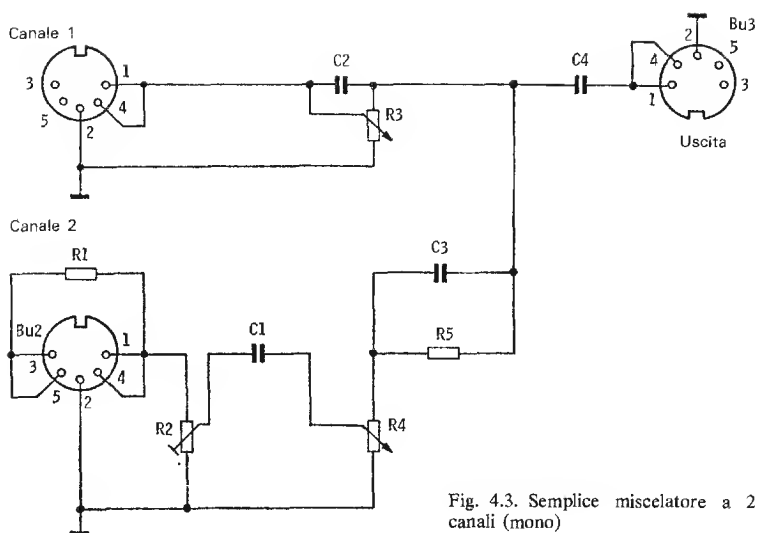 Canale 1
3
5
2
1
4
C2
R3
C4
2
Bu3
4
5
1
3
Uscita
Canale 2
R1
Bu2
3
5
2
1
4
C1
R2
R4
C3
R5
Fig. 4.3. Semplice miscelatore a 2
canali (mono)